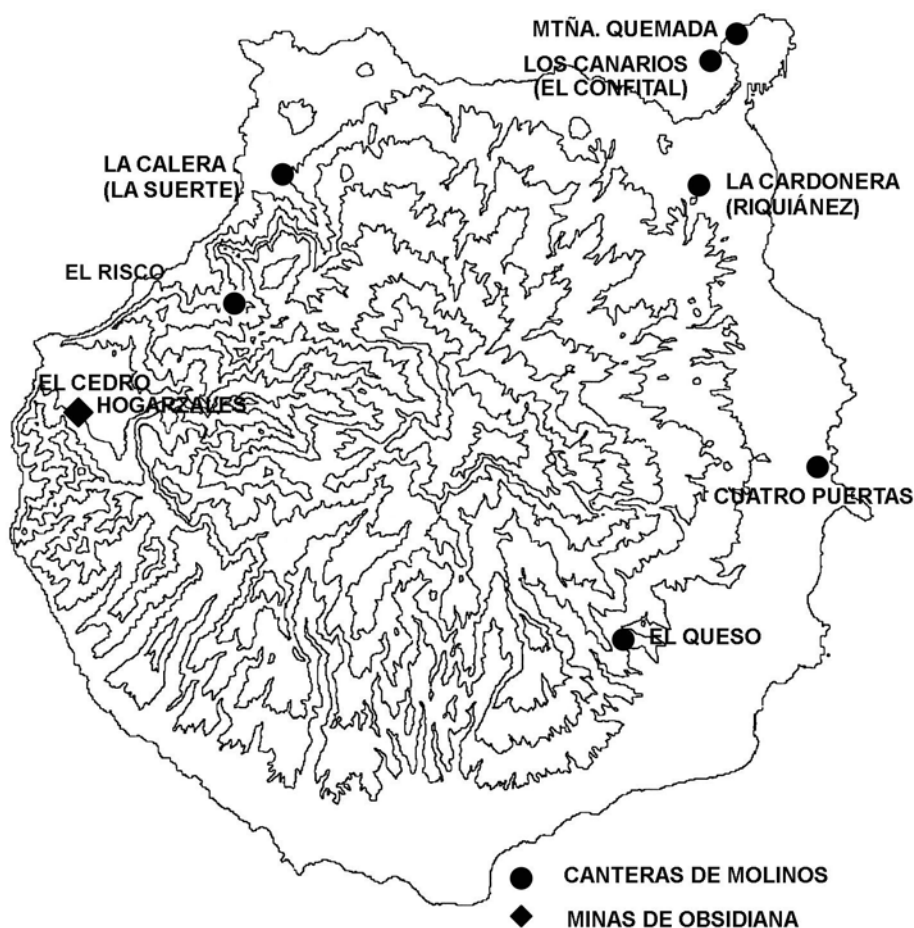 MTÑA. QUEMADA
LOS CANARIOS
(EL CONFITAL)
LA CALERA
(LA SUERTE)
LA CARDONERA
(RIQUIÁNEZ)
EL RISCO
EL CEDRO
HOGARZALES
CUATRO PUERTAS
EL QUESO
CANTERAS DE MOLINOS
MINAS DE OBSIDIANA